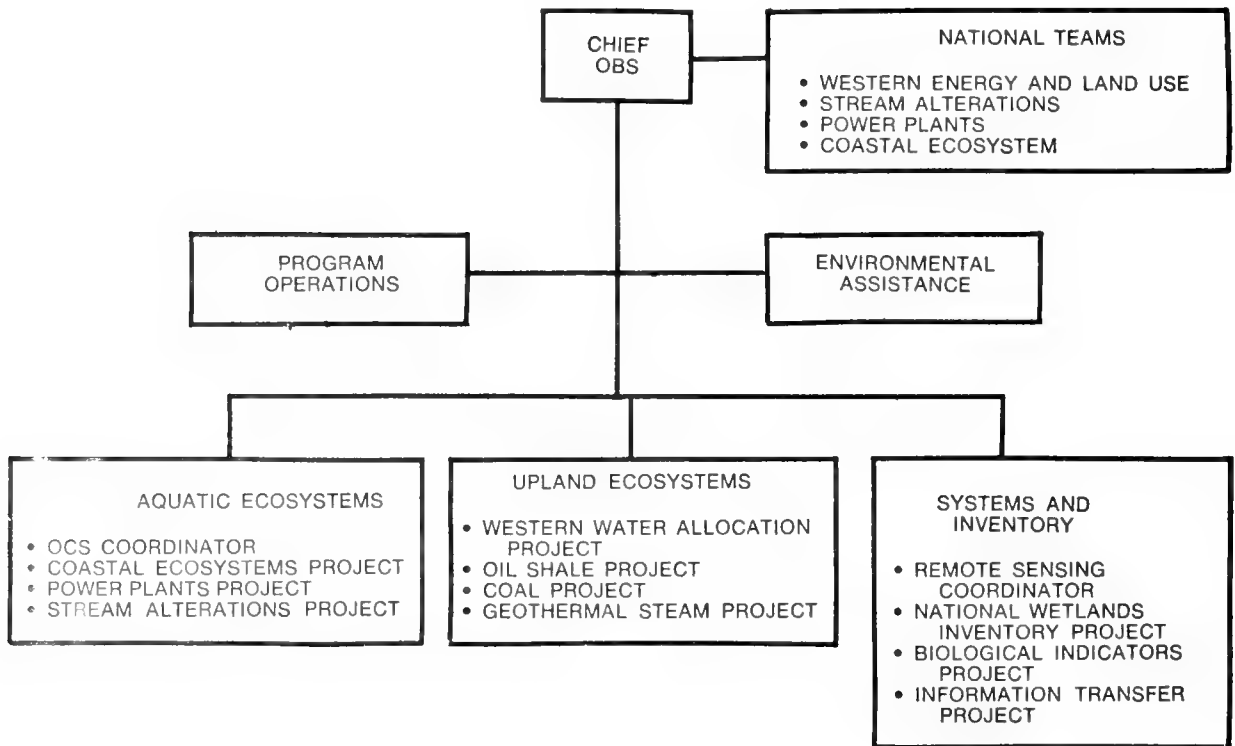 CHIEF
OBS
NATIONAL TEAMS
• WESTERN ENERGY AND LAND USE
• STREAM ALTERATIONS
• POWER PLANTS
• COASTAL ECOSYSTEM
PROGRAM
OPERATIONS
ENVIRONMENTAL
ASSISTANCE
AQUATIC ECOSYSTEMS
• OCS COORDINATOR
• COASTAL ECOSYSTEMS PROJECT
• POWER PLANTS PROJECT
• STREAM ALTERATIONS PROJECT
UPLAND ECOSYSTEMS
• WESTERN WATER ALLOCATION
PROJECT
• OIL SHALE PROJECT
• COAL PROJECT
• GEOTHERMAL STEAM PROJECT
SYSTEMS AND
INVENTORY
• REMOTE SENSING
COORDINATOR
• NATIONAL WETLANDS
INVENTORY PROJECT
• BIOLOGICAL INDICATORS
PROJECT
• INFORMATION TRANSFER
PROJECT